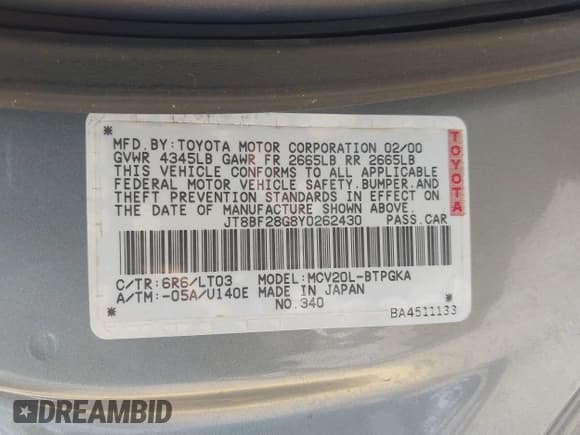 MFD. BY: TOYOTA MOTOR CORPORATION 02/00
GVWR 4345LB GAWR FR 2665LB RR 2665LB
THIS VEHICLE CONFORMS TO ALL APPLICABLE
FEDERAL MOTOR VEHICLE SAFETY, BUMPER, AND
THEFT PREVENTION STANDARDS IN EFFECT ON
THE DATE OF MANUFACTURE SHOWN ABOVE.
JT8BF28G8Y0262430 PASS. CAR
TOYOTA
C/TR: 6R6/LT03 MODEL: MCV20L-BTPGKA
A/TM: -05A/U140E MADE IN JAPAN
NO. 340
BA4511133
DREAMBID